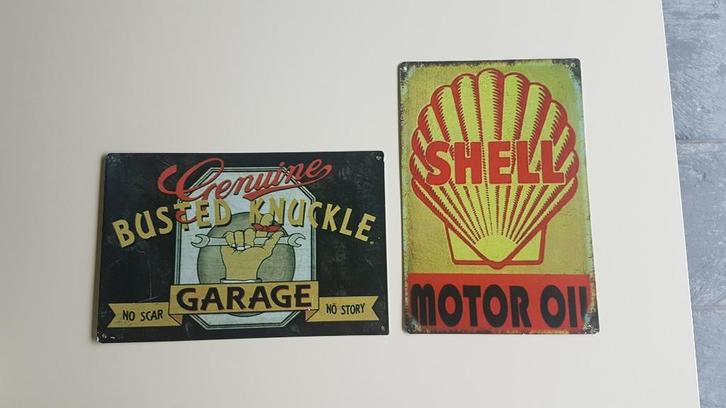 Genuine
BUSTED KNUCKLE
GARAGE
NO SCAR
NO STORY
SHELL
MOTOR OIL